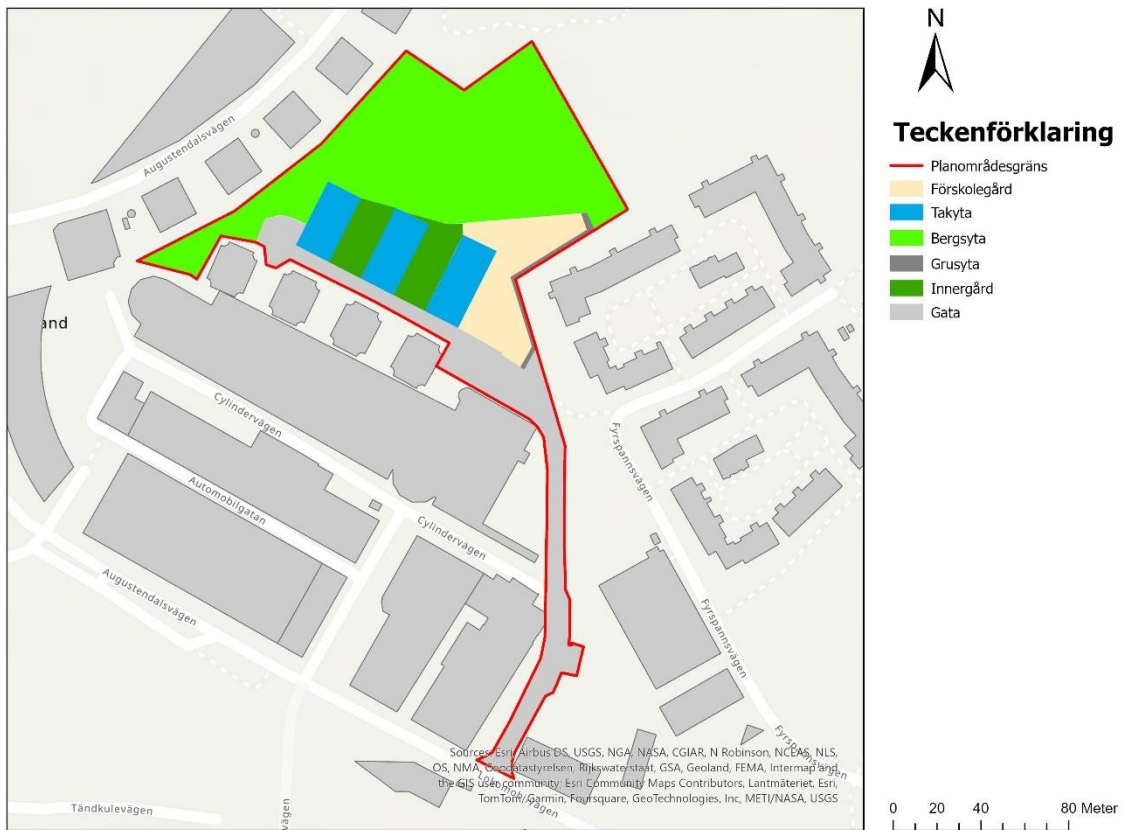 N
Teckenförklaring
Planområdesgräns
Förskolegård
Takyta
Bergsyta
Grusyta
Innergård
Gata
Augustendalsvägen
and
Cylindervägen
Automobilgatan
Cylindervägen
Augustendalsvägen
Fyrspannsvägen
Fyrspannsvägen
Fyrspannsvägen
Lokomobilvägen
Tändkulevägen
vägen
Sources: Esri, Airbus DS, USGS, NGA, NASA, CGIAR, N Robinson, NCEAS, NLS,
OS, NMA, Geodatastyrelsen, Rijkswaterstaat, GSA, Geoland, FEMA, Intermap and
the GIS user community; Esri Community Maps Contributors, Lantmäteriet, Esri,
TomTom, Garmin, Foursquare, GeoTechnologies, Inc, METI/NASA, USGS
0 20 40 80 Meter